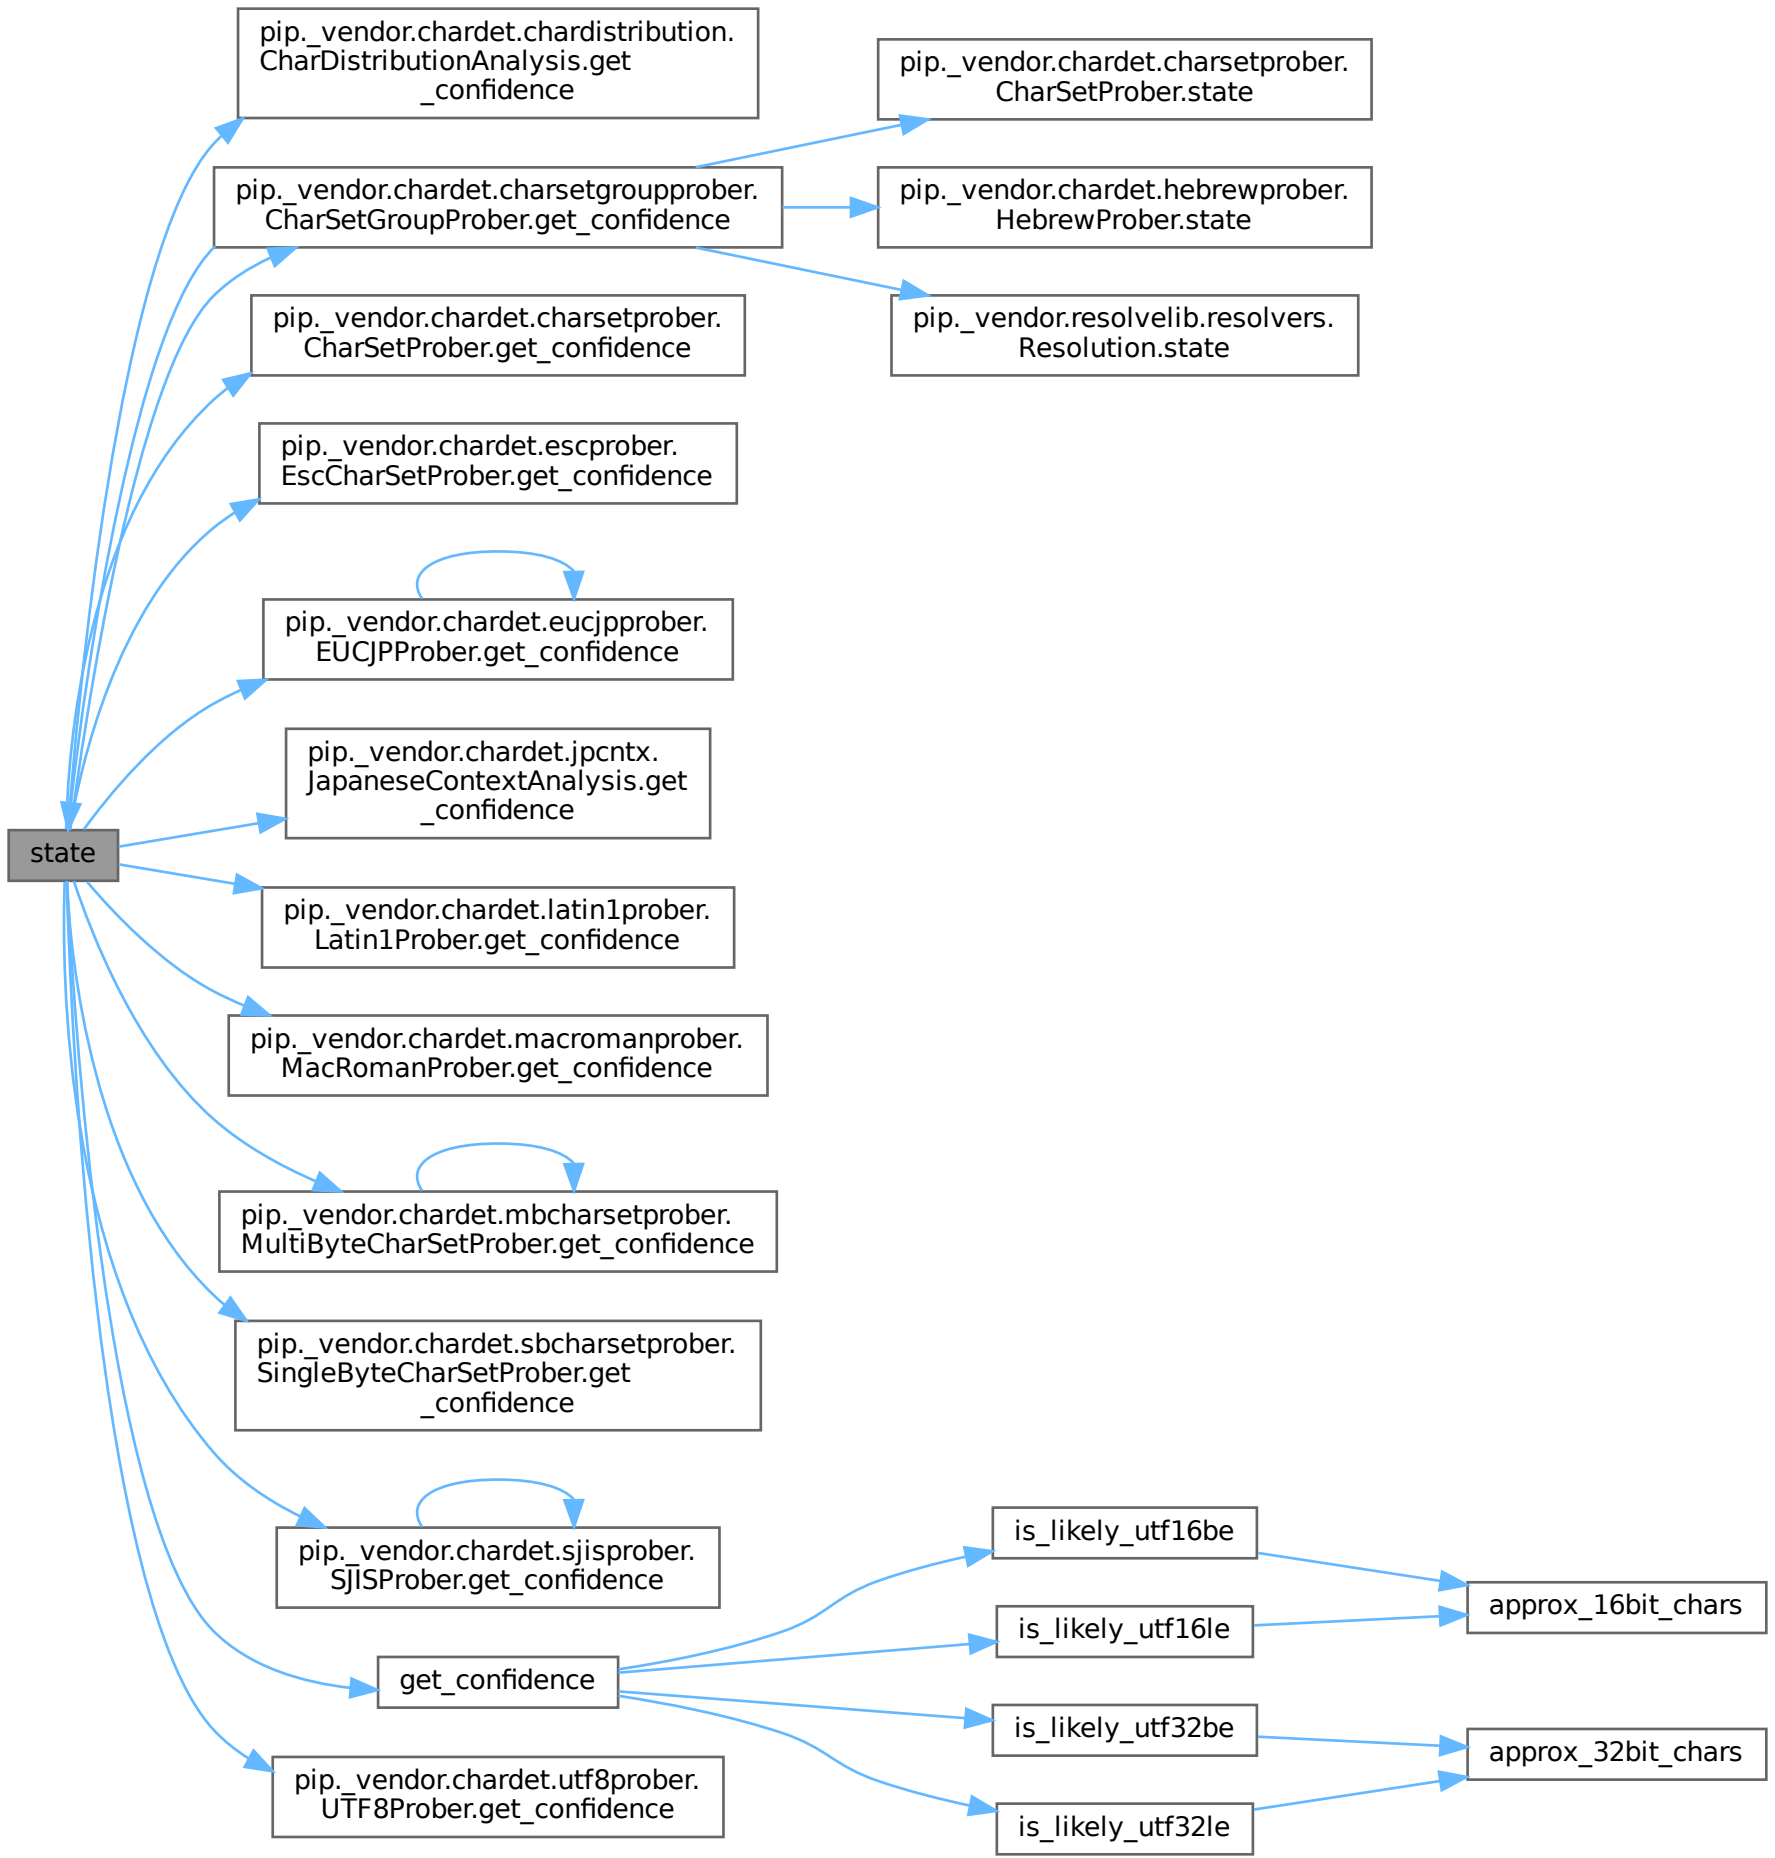 pip._vendor.chardet.chardistribution.
CharDistributionAnalysis.get
_confidence
pip._vendor.chardet.charsetprober.
CharSetProber.state
pip._vendor.chardet.charsetgroupprober.
CharSetGroupProber.get_confidence
pip._vendor.chardet.hebrewprober.
HebrewProber.state
pip._vendor.chardet.charsetprober.
CharSetProber.get_confidence
pip._vendor.resolvelib.resolvers.
Resolution.state
pip._vendor.chardet.escprober.
EscCharSetProber.get_confidence
pip._vendor.chardet.eucjpprober.
EUCJPProber.get_confidence
pip._vendor.chardet.jpcntx.
JapaneseContextAnalysis.get
_confidence
state
pip._vendor.chardet.latin1prober.
Latin1Prober.get_confidence
pip._vendor.chardet.macromanprober.
MacRomanProber.get_confidence
pip._vendor.chardet.mbcharsetprober.
MultiByteCharSetProber.get_confidence
pip._vendor.chardet.sbcharsetprober.
SingleByteCharSetProber.get
_confidence
pip._vendor.chardet.sjisprober.
SJISProber.get_confidence
is_likely_utf16be
approx_16bit_chars
is_likely_utf16le
get_confidence
is_likely_utf32be
approx_32bit_chars
is_likely_utf32le
pip._vendor.chardet.utf8prober.
UTF8Prober.get_confidence